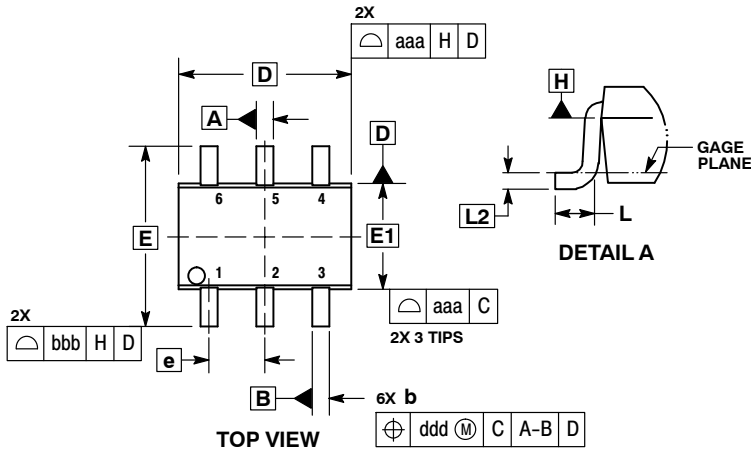 2X
aaa H D
D
A
D
6 5 4
E
E1
1 2 3
2X
bbb H D
aaa C
2X 3 TIPS
e
B
6X b
ddd Ⓜ C A–B D
TOP VIEW
H
GAGE
PLANE
L2
L
DETAIL A